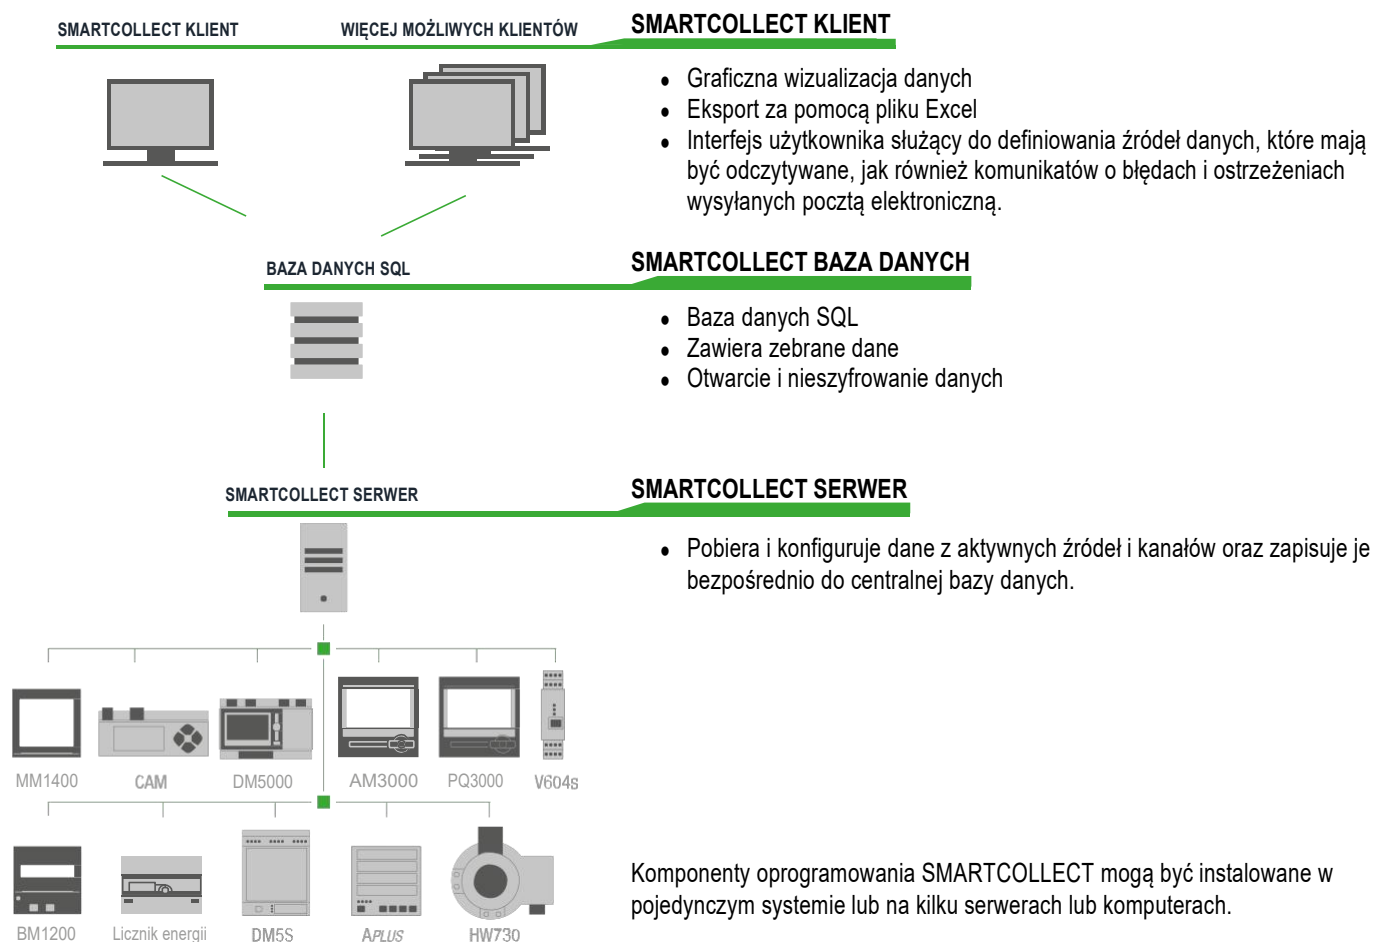 SMARTCOLLECT KLIENT
WIĘCEJ MOŻLIWYCH KLIENTÓW
SMARTCOLLECT KLIENT
• Graficzna wizualizacja danych
• Eksport za pomocą pliku Excel
• Interfejs użytkownika służący do definiowania źródeł danych, które mają
być odczytywane, jak również komunikatów o błędach i ostrzeżeniach
wysyłanych pocztą elektroniczną.
BAZA DANYCH SQL
SMARTCOLLECT BAZA DANYCH
• Baza danych SQL
• Zawiera zebrane dane
• Otwarcie i nieszyfrowanie danych
SMARTCOLLECT SERWER
SMARTCOLLECT SERWER
• Pobiera i konfiguruje dane z aktywnych źródeł i kanałów oraz zapisuje je
bezpośrednio do centralnej bazy danych.
MM1400
CAM
DM5000
AM3000
PQ3000
V604s
BM1200
Licznik energii
DM5S
APLUS
HW730
Komponenty oprogramowania SMARTCOLLECT mogą być instalowane w
pojedynczym systemie lub na kilku serwerach lub komputerach.